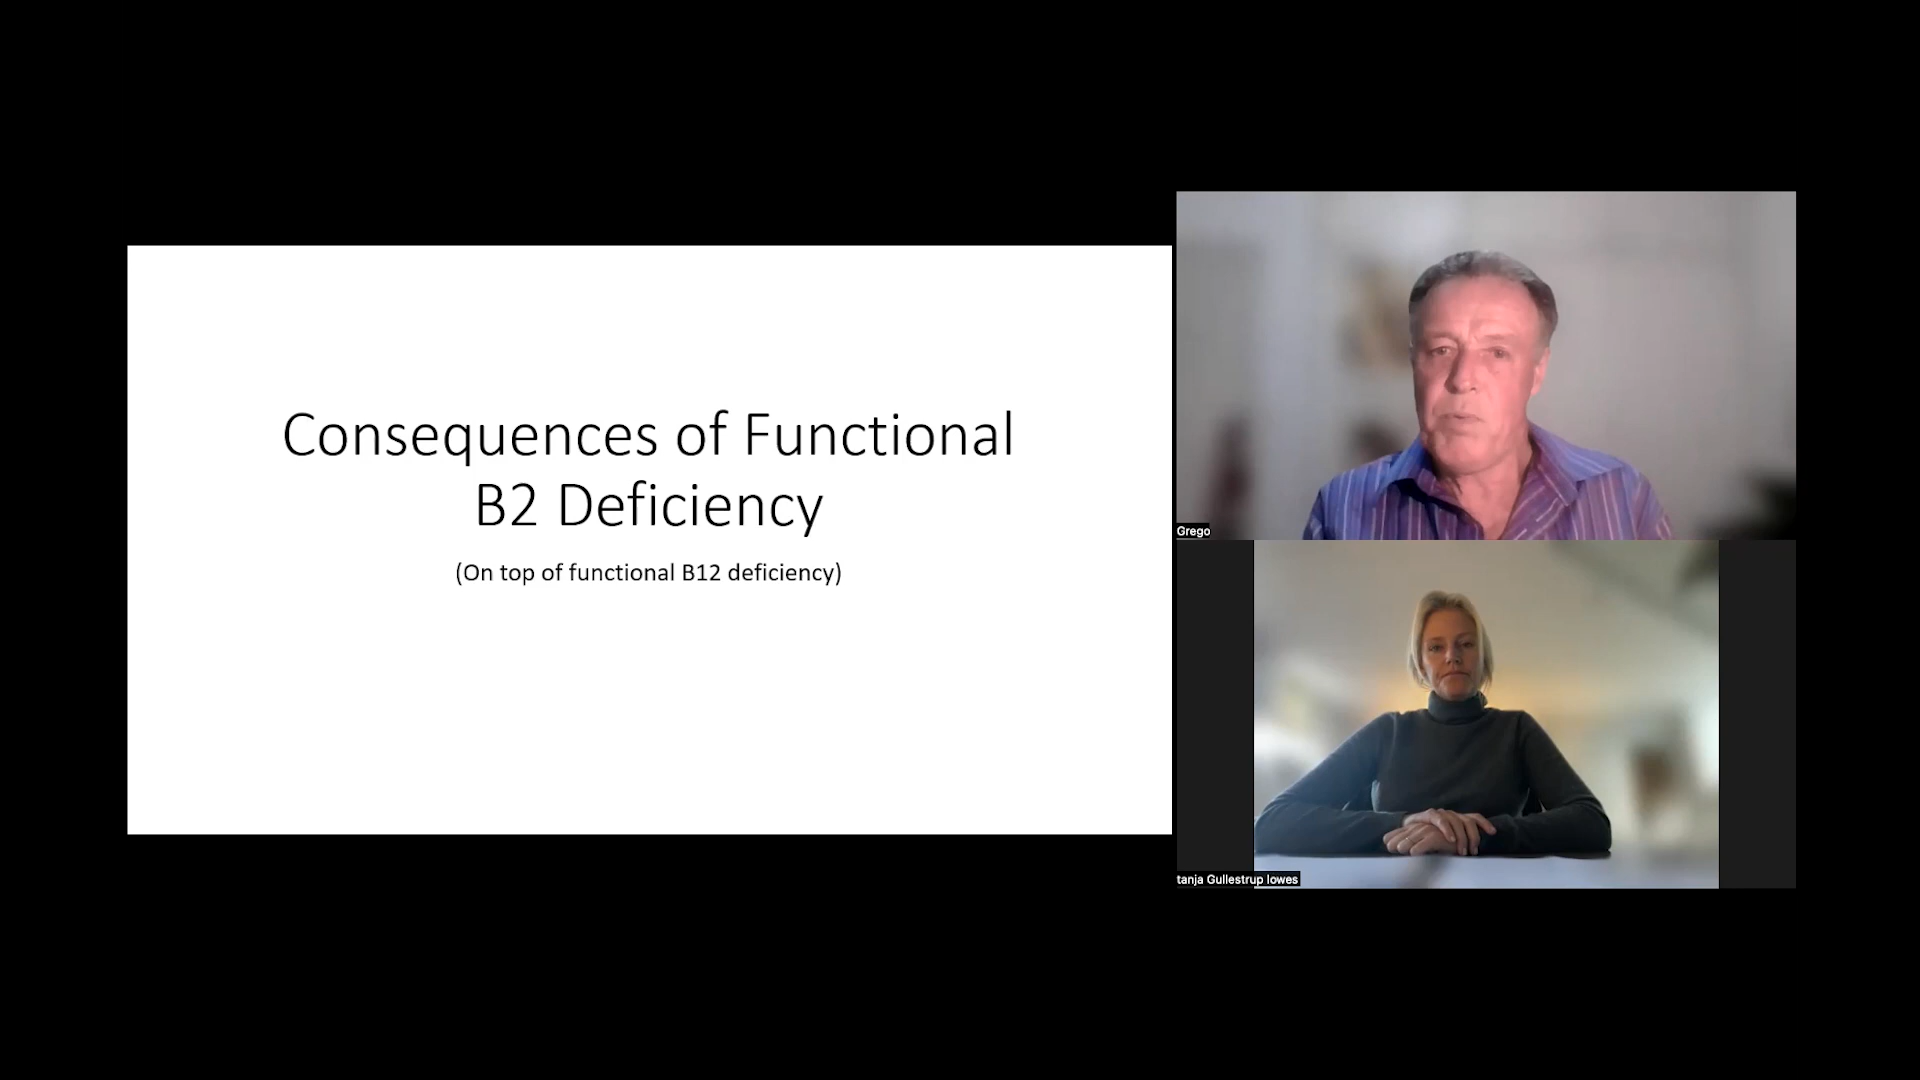 Consequences of Functional
B2 Deficiency
(On top of functional B12 deficiency)
Grego
tanja Gullestrup lowes